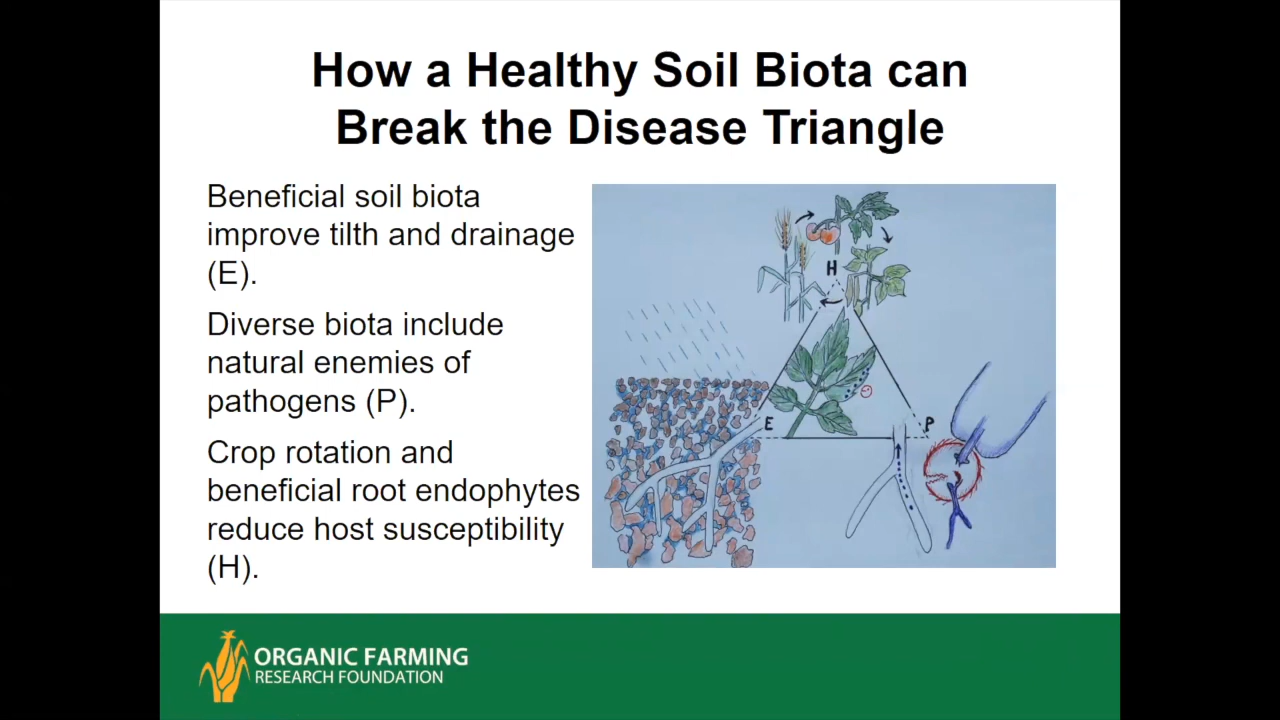 How a Healthy Soil Biota can
Break the Disease Triangle
Beneficial soil biota
improve tilth and drainage
(E).
Diverse biota include
natural enemies of
pathogens (P).
Crop rotation and
beneficial root endophytes
reduce host susceptibility
(H).
H
E
P
ORGANIC FARMING
RESEARCH FOUNDATION